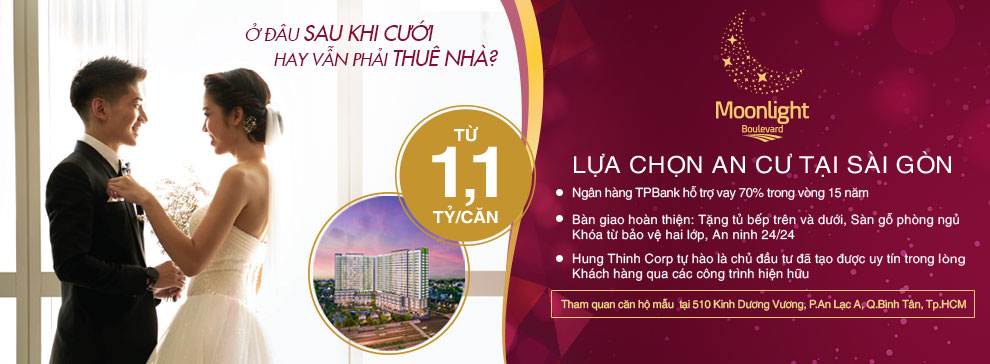 Ở ĐÂU SAU KHI CƯỚI
HAY VẪN PHẢI THUÊ NHÀ?
TỪ
1,1
TỶ/CĂN
Moonlight
Boulevard
LỰA CHỌN AN CƯ TẠI SÀI GÒN
Ngân hàng TPBank hỗ trợ vay 70% trong vòng 15 năm
Bàn giao hoàn thiện: Tặng tủ bếp trên và dưới, Sàn gỗ phòng ngủ
Khóa từ bảo vệ hai lớp, An ninh 24/24
Hung Thinh Corp tự hào là chủ đầu tư đã tạo được uy tín trong lòng
Khách hàng qua các công trình hiện hữu
Tham quan căn hộ mẫu tại 510 Kinh Dương Vương, P.An Lạc A, Q.Bình Tân, Tp.HCM